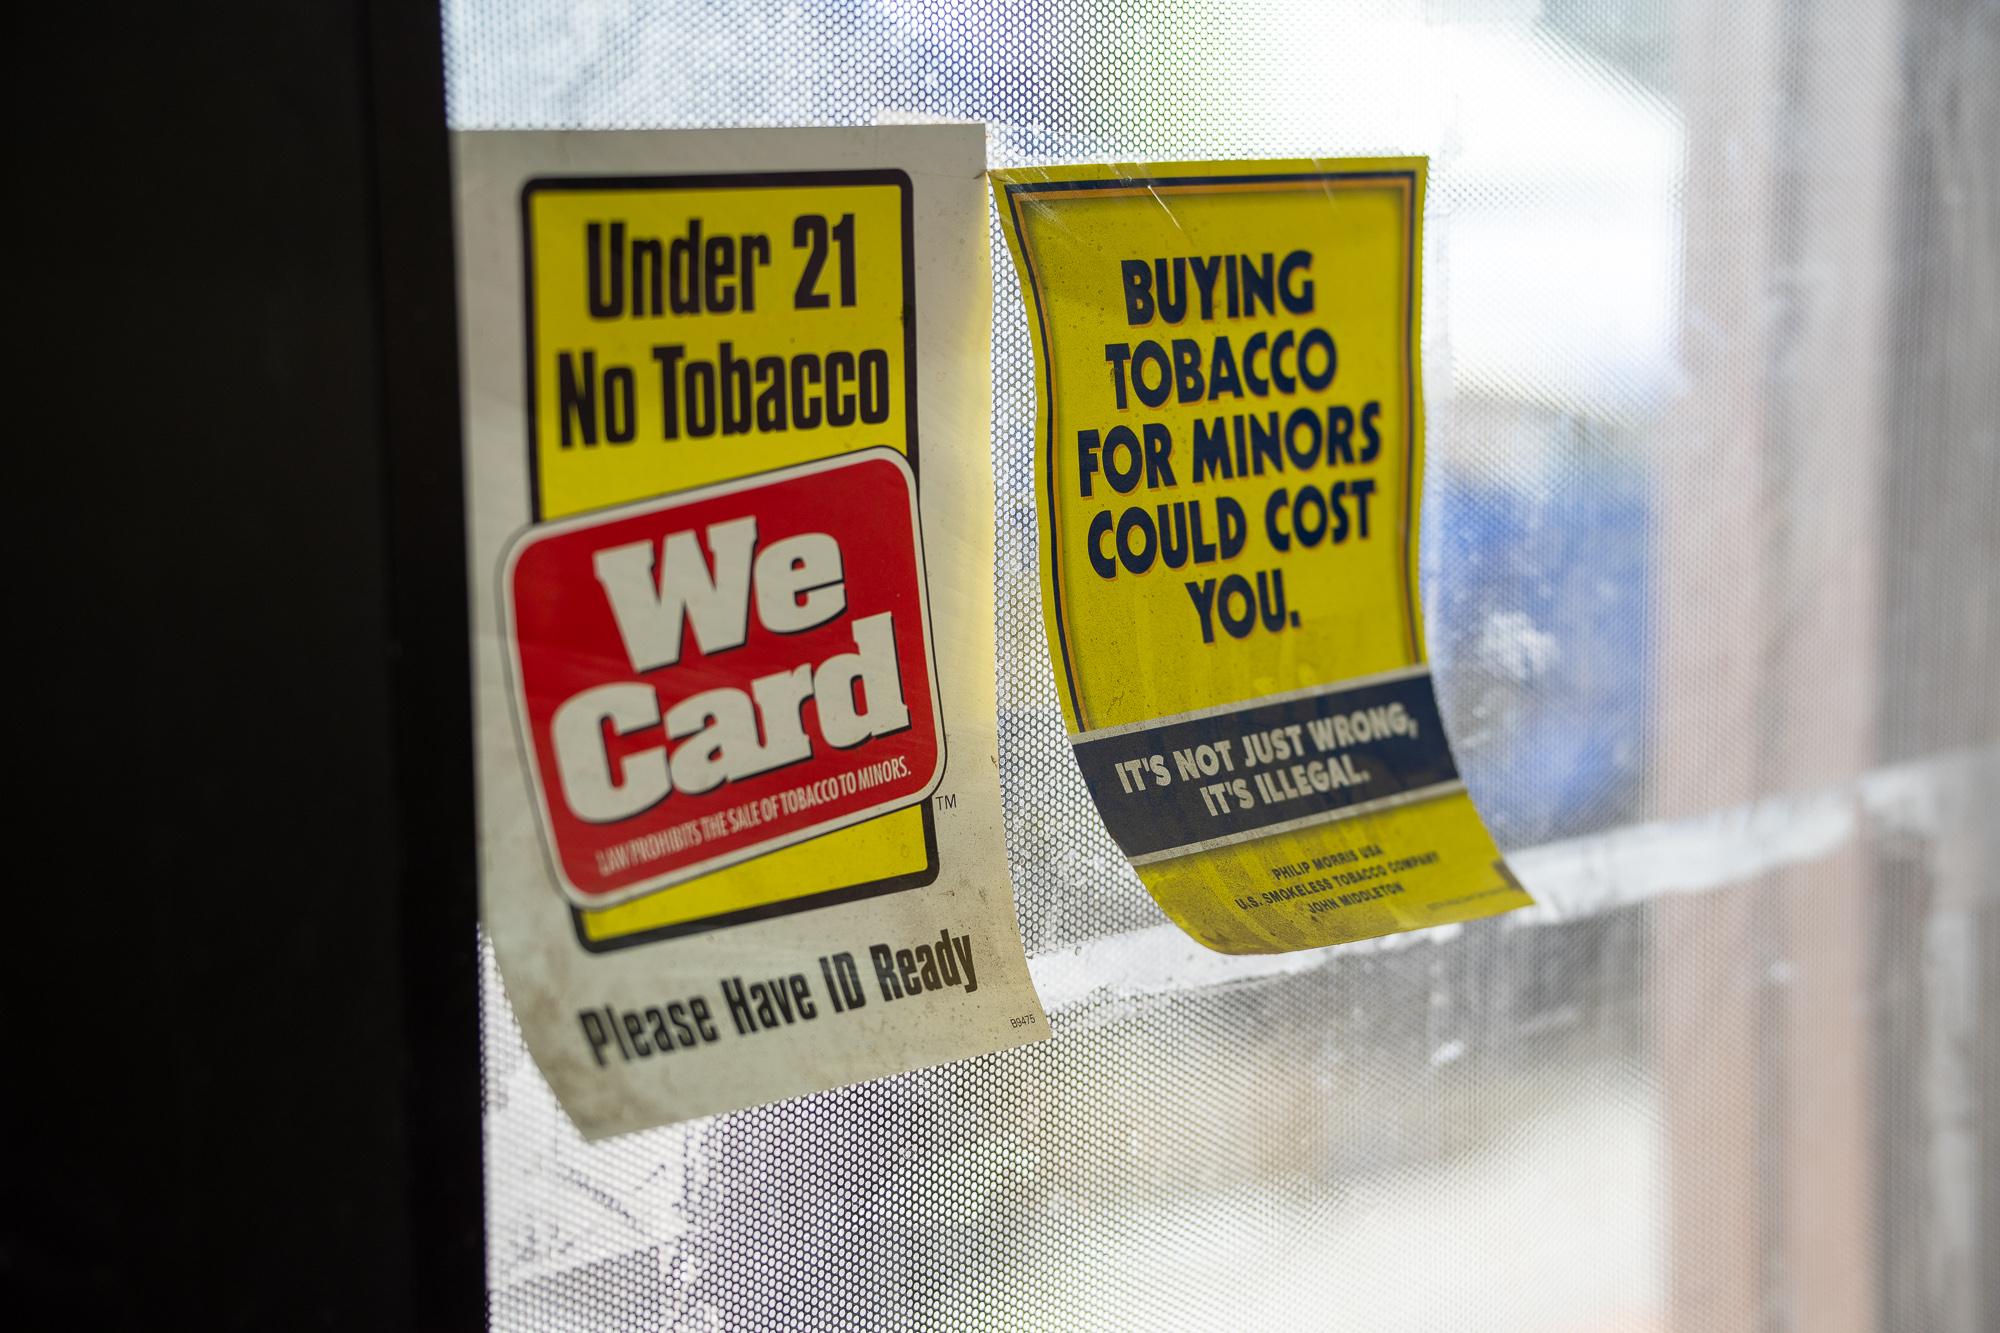 Under 21
No Tobacco
We
Card
LAW PROHIBITS THE SALE OF TOBACCO TO MINORS.
TM
Please Have ID Ready
B9475
BUYING
TOBACCO
FOR MINORS
COULD COST
YOU.
IT'S NOT JUST WRONG,
IT'S ILLEGAL.
PHILIP MORRIS USA
U.S. SMOKELESS TOBACCO COMPANY
JOHN MIDDLETON